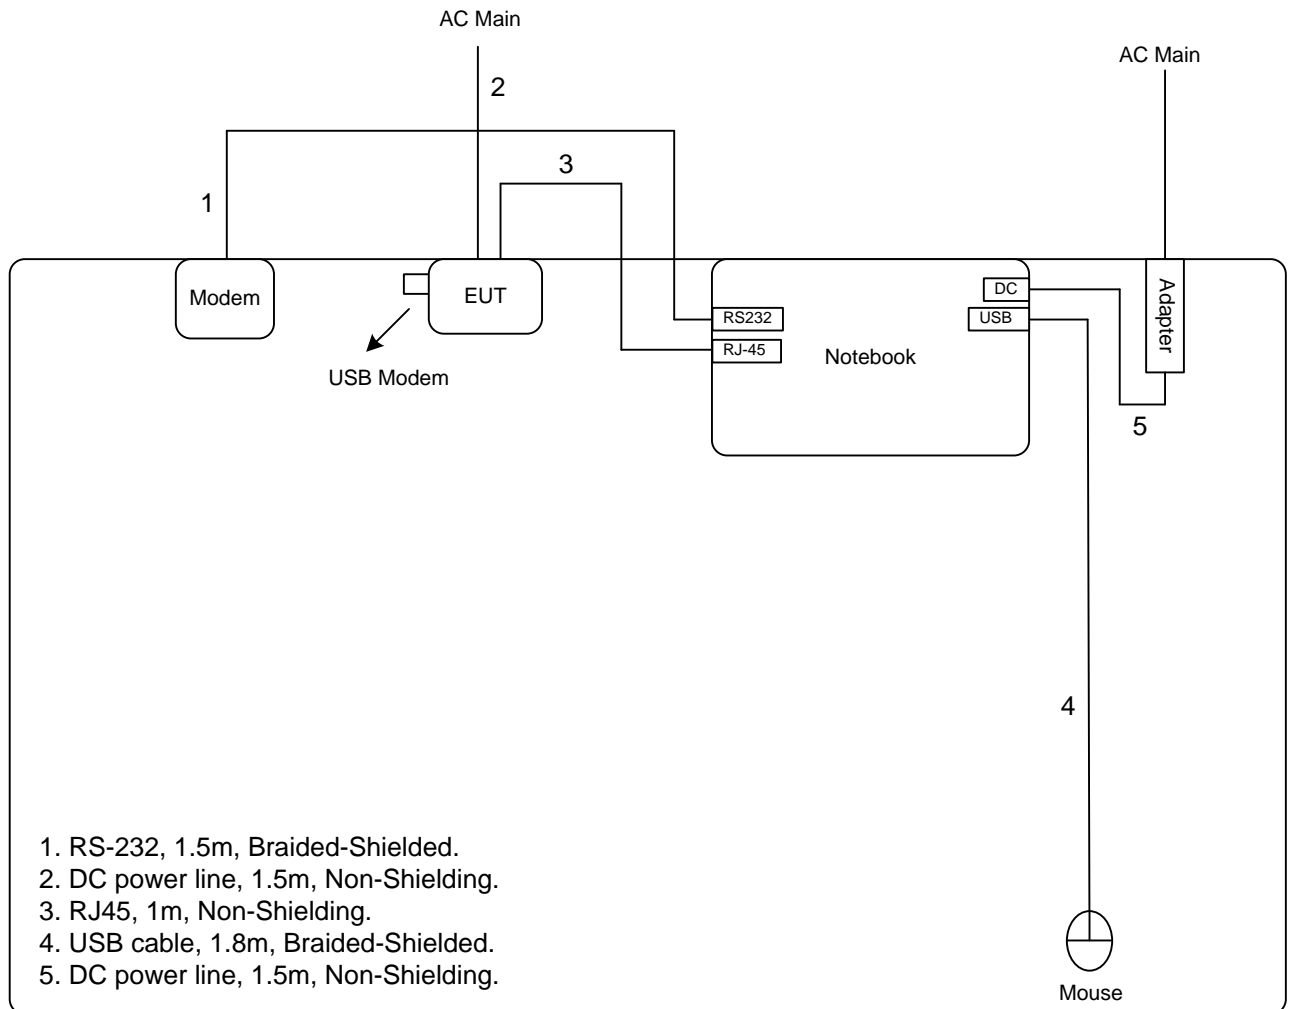 AC Main
AC Main
2
3
1
Modem
EUT
DC
Adapter
RS232
USB
RJ-45
Notebook
USB Modem
5
4
1. RS-232, 1.5m, Braided-Shielded.
2. DC power line, 1.5m, Non-Shielding.
3. RJ45, 1m, Non-Shielding.
4. USB cable, 1.8m, Braided-Shielded.
5. DC power line, 1.5m, Non-Shielding.
Mouse